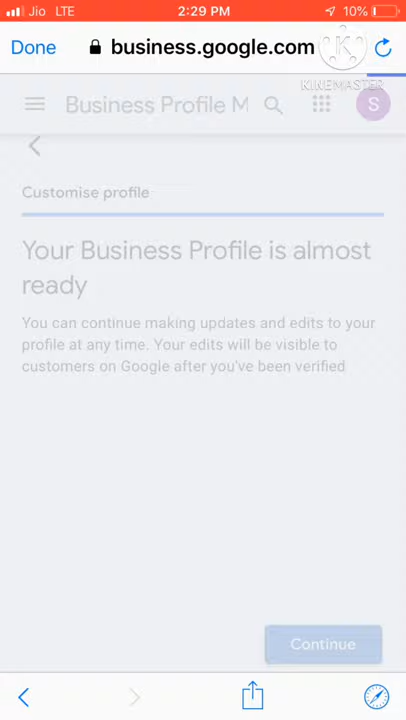 Jio LTE 2:29 PM 10%
Done business.google.com
K
KINEMASTER
Business Profile M S
Customise profile
Your Business Profile is almost
ready
You can continue making updates and edits to your
profile at any time. Your edits will be visible to
customers on Google after you've been verified
Continue